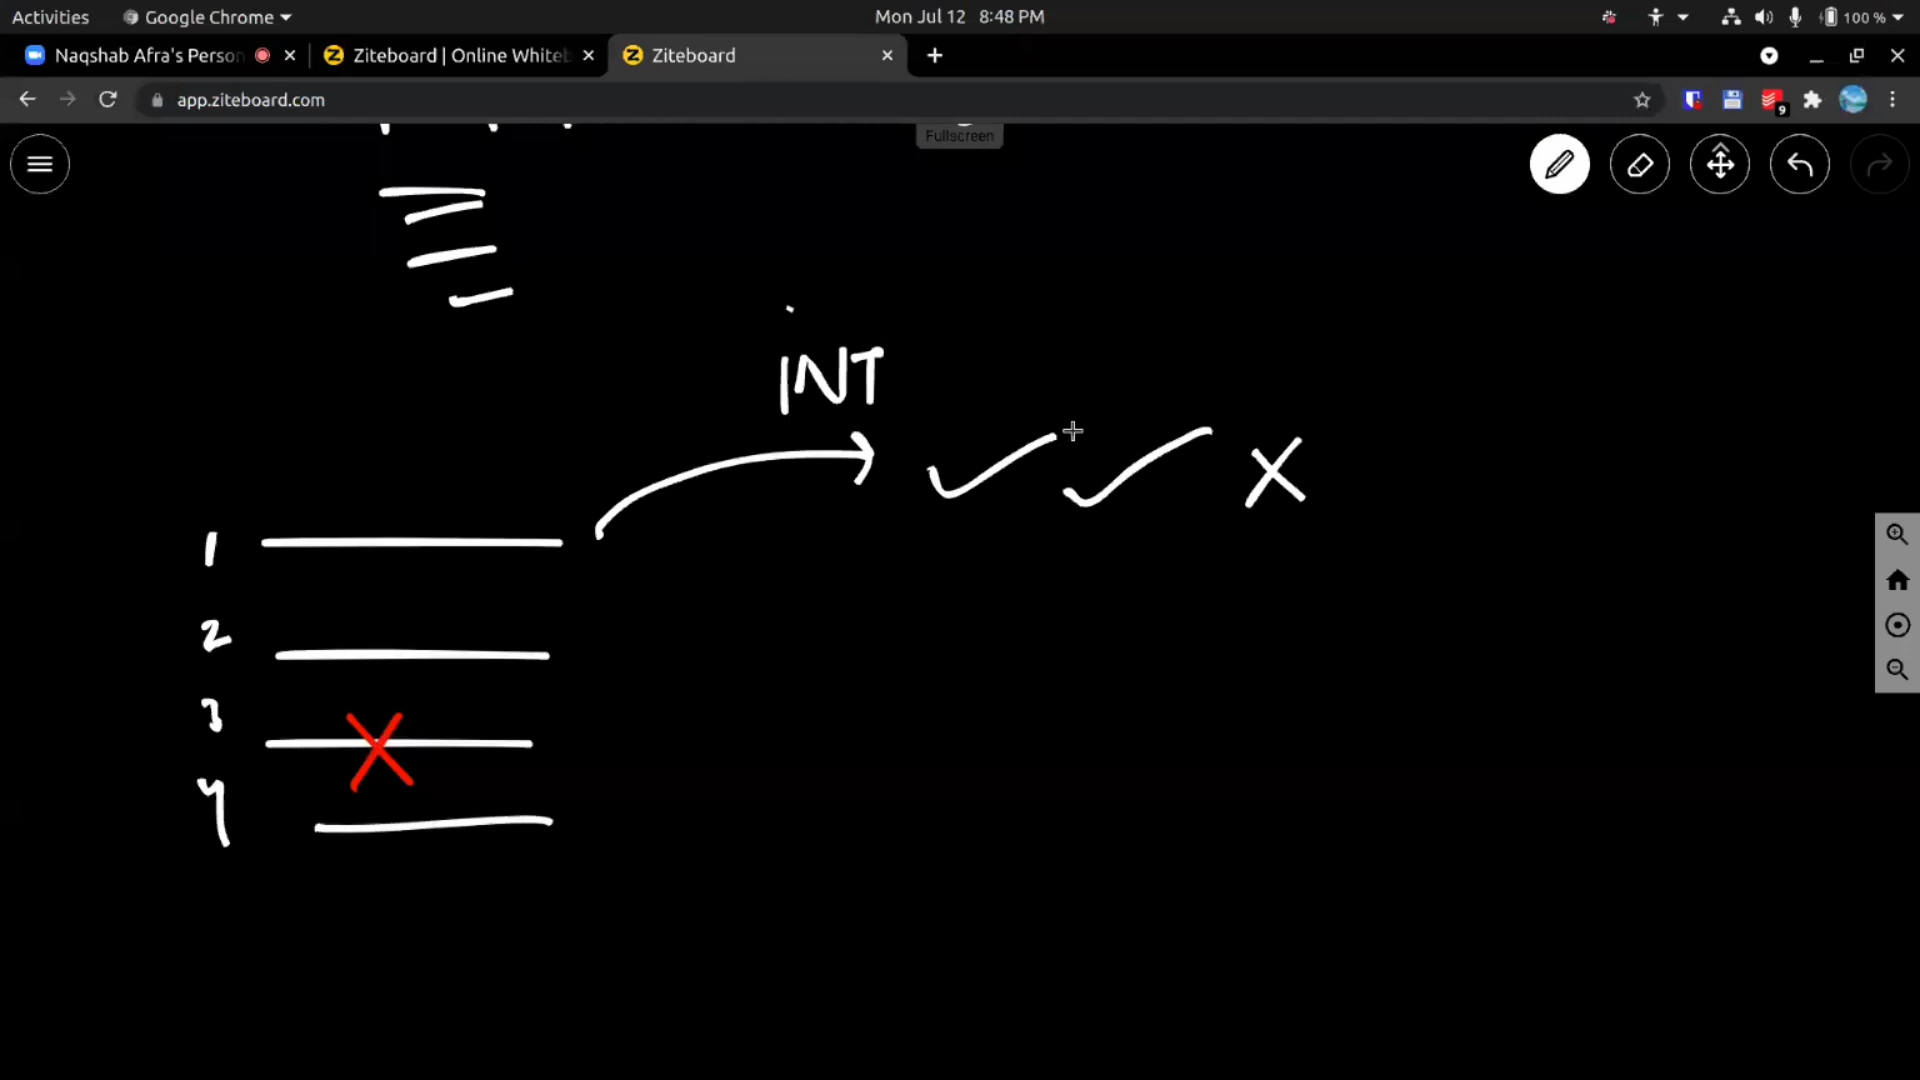 Activities Google Chrome Mon Jul 12 8:48 PM 100 %
Naqshab Afra's Person Ziteboard | Online Whiteb Ziteboard
app.ziteboard.com 9
Fullscreen
INT
1
2
3
4